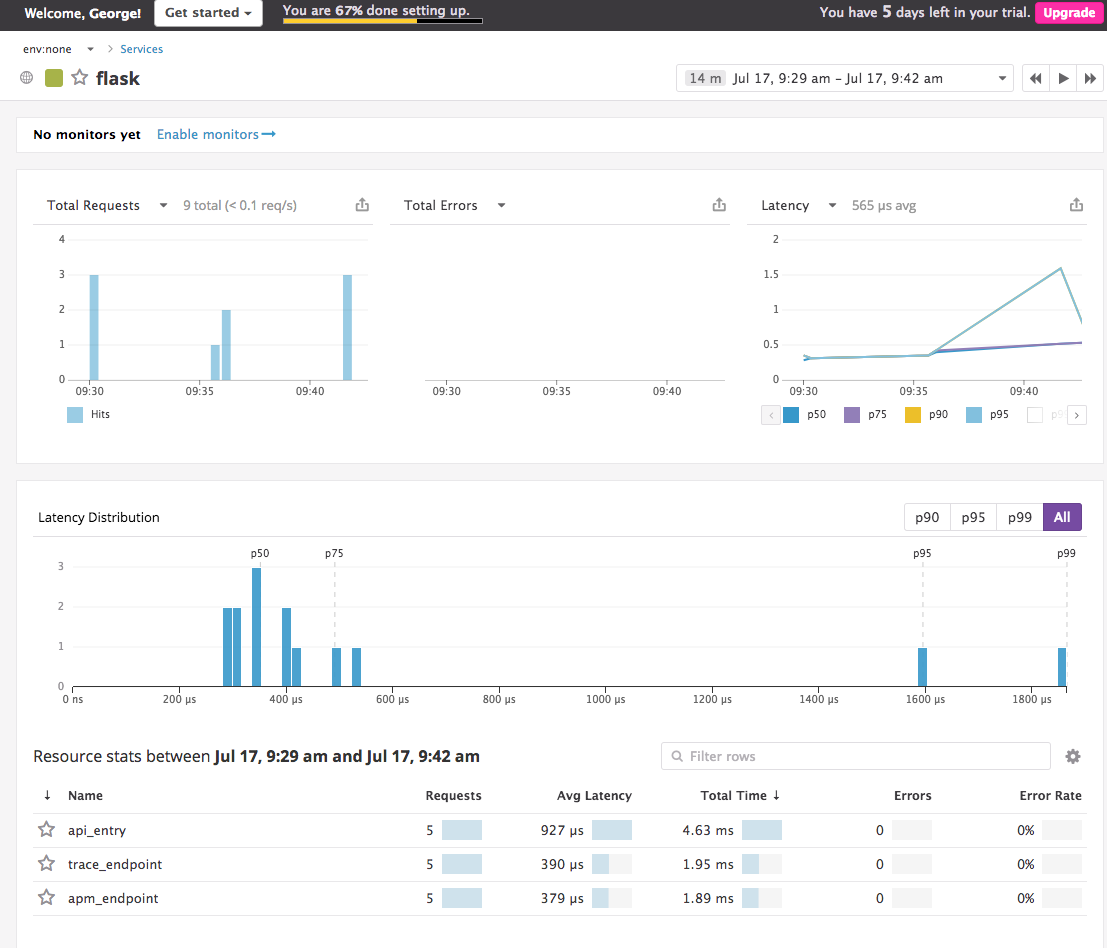 Welcome, George! Get started You are 67% done setting up. You have 5 days left in your trial. Upgrade
env:none Services
flask 14 m Jul 17, 9:29 am – Jul 17, 9:42 am
No monitors yet Enable monitors
Total Requests 9 total (< 0.1 req/s)
4
3
2
1
0
09:30 09:35 09:40
Hits
Total Errors
09:30 09:35 09:40
Latency 565 µs avg
2
1.5
1
0.5
0
09:30 09:35 09:40
p50 p75 p90 p95
Latency Distribution p90 p95 p99 All
p50 p75 p95 p99
3
2
1
0
0 ns 200 µs 400 µs 600 µs 800 µs 1000 µs 1200 µs 1400 µs 1600 µs 1800 µs
Resource stats between Jul 17, 9:29 am and Jul 17, 9:42 am Filter rows
↓ Name Requests Avg Latency Total Time ↓ Errors Error Rate
api_entry 5 927 µs 4.63 ms 0 0%
trace_endpoint 5 390 µs 1.95 ms 0 0%
apm_endpoint 5 379 µs 1.89 ms 0 0%